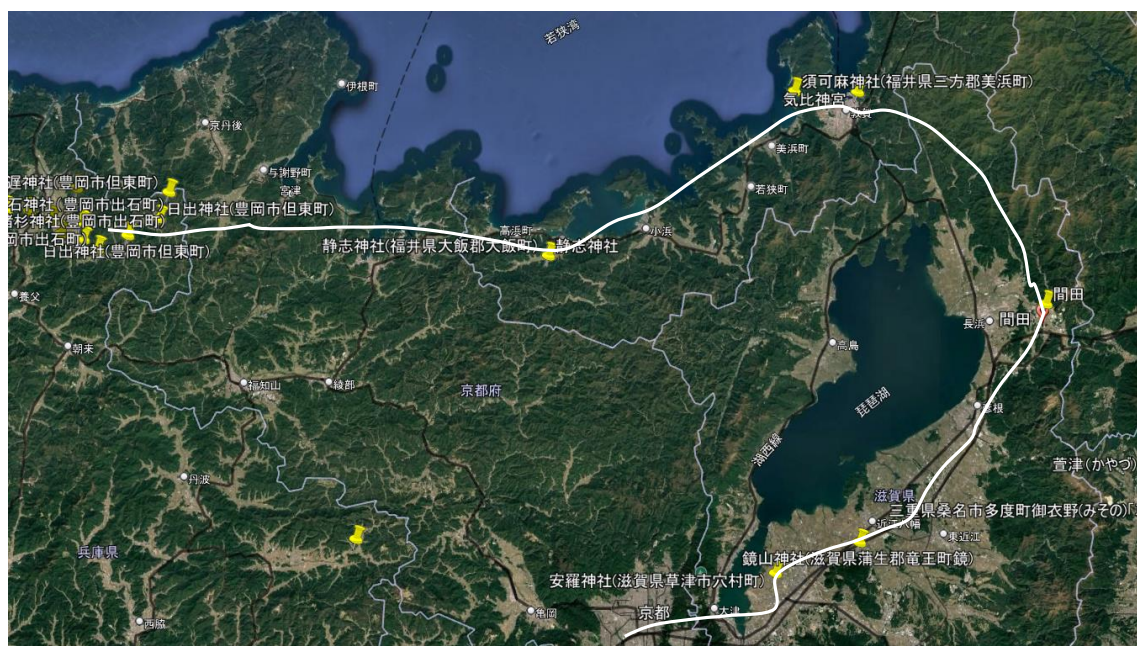 若狭湾
伊根町
須可麻神社(福井県三方郡美浜町)
気比神宮
敦賀
京丹後
美浜町
与謝野町
宮津
遅神社(豊岡市但東町)
若狭町
石神社(豊岡市出石町)
日出神社(豊岡市但東町)
若杉神社(豊岡市出石町)
岡市出石町)
日出神社(豊岡市但東町)
高浜町
小浜
静志神社(福井県大飯郡大飯町)
静志神社
養父
間田
間田
長浜
朝来
高島
福知山
綾部
京都府
琵琶湖
彦根
湖西線
萱津(かやづ)
丹波
滋賀県
三重県桑名市多度町御衣野(みその)「
近江八幡
東近江
兵庫県
鏡山神社(滋賀県蒲生郡竜王町鏡)
安羅神社(滋賀県草津市穴村町)
亀岡
京都
大津
西脇